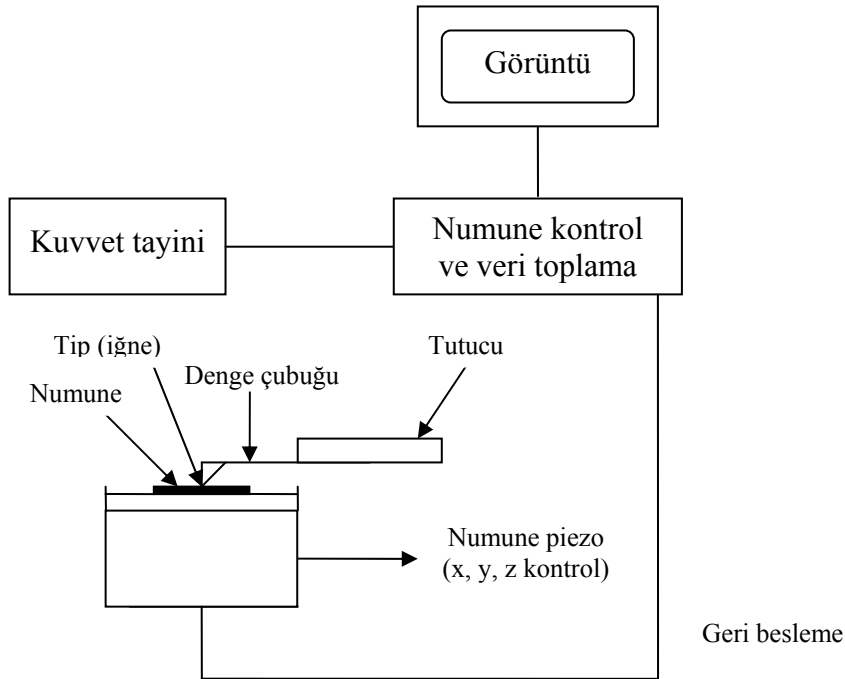 Görüntü
Kuvvet tayini
Numune kontrol
ve veri toplama
Tip (iğne)
Tutucu
Denge çubuğu
Numune
Numune piezo
(x, y, z kontrol)
Geri besleme